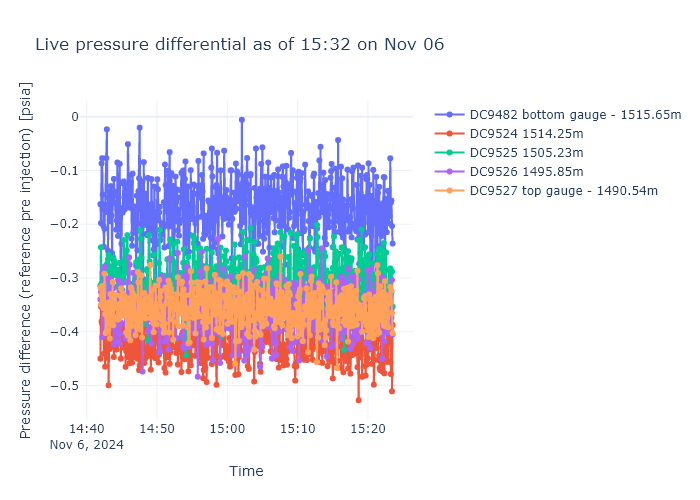 Live pressure differential as of 15:32 on Nov 06
Pressure difference (reference pre injection) [psia]
0
−0.1
−0.2
−0.3
−0.4
−0.5
14:40
Nov 6, 2024
14:50
15:00
15:10
15:20
Time
DC9482 bottom gauge - 1515.65m
DC9524 1514.25m
DC9525 1505.23m
DC9526 1495.85m
DC9527 top gauge - 1490.54m